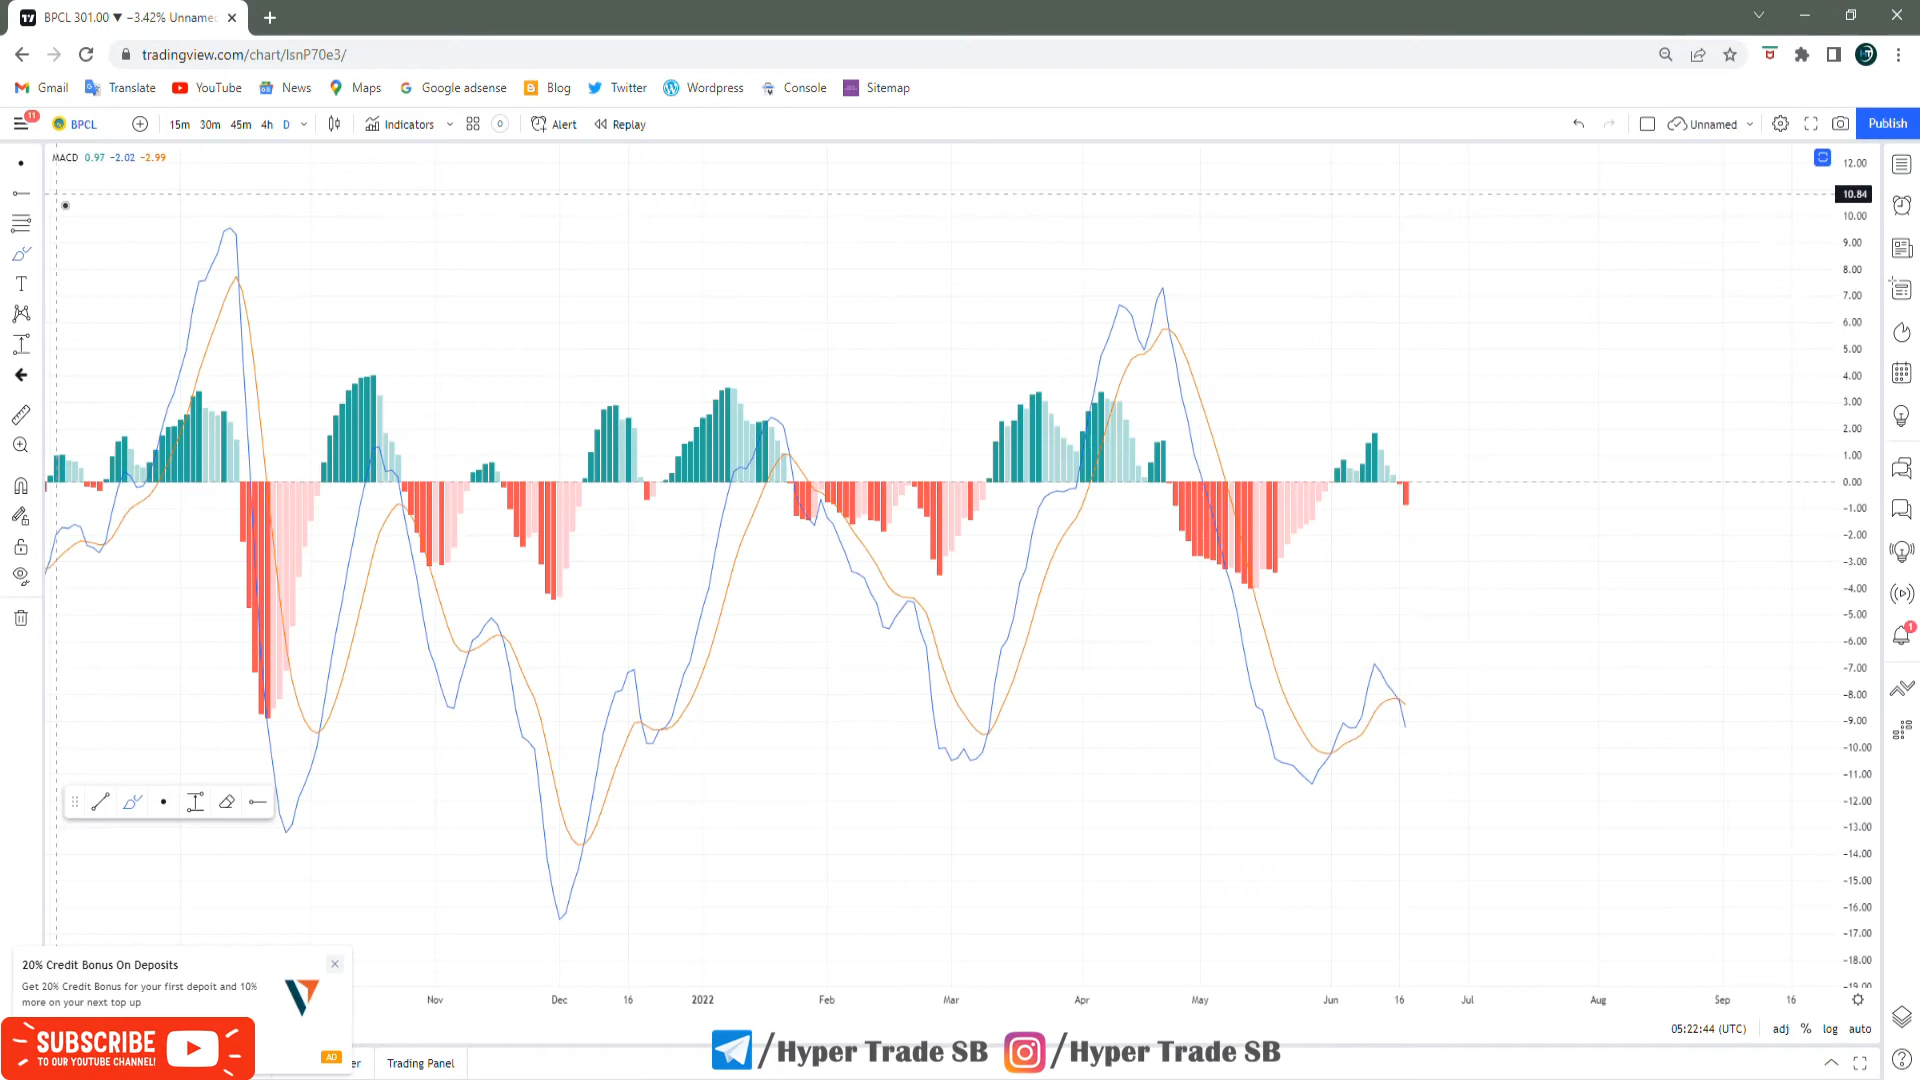 BPCL 301.00 ▼ −3.42% Unname
tradingview.com/chart/lsnP70e3/
Gmail Translate YouTube News Maps Google adsense Blog Twitter Wordpress Console Sitemap
11 BPCL 15m 30m 45m 4h D Indicators 0 Alert Replay Unnamed Publish
MACD 0.97 −2.02 −2.99
12.00
10.84
10.00
9.00
8.00
7.00
6.00
5.00
4.00
3.00
2.00
1.00
0.00
−1.00
−2.00
−3.00
−4.00
−5.00
−6.00
1
−7.00
−8.00
−9.00
−10.00
−11.00
−12.00
−13.00
−14.00
−15.00
−16.00
−17.00
−18.00
−19.00
20% Credit Bonus On Deposits
Get 20% Credit Bonus for your first depoit and 10%
more on your next top up
AD
Nov Dec 16 2022 Feb Mar Apr May Jun 16 Jul Aug Sep 16
05:22:44 (UTC) adj % log auto
SUBSCRIBE
TO OUR YOUTUBE CHANNEL!
er Trading Panel
/Hyper Trade SB /Hyper Trade SB